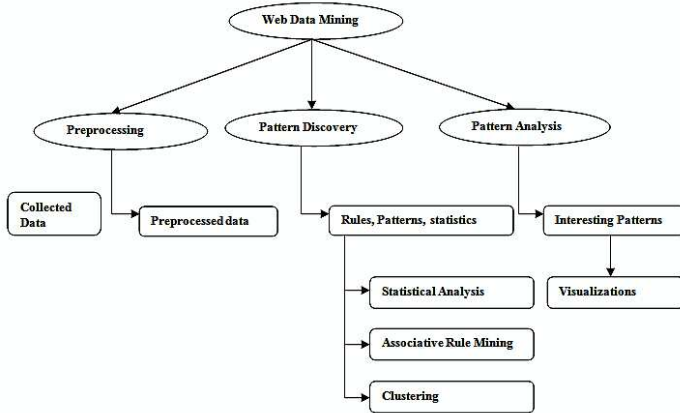 Web Data Mining
Preprocessing
Pattern Discovery
Pattern Analysis
Collected
Data
Preprocessed data
Rules, Patterns, statistics
Interesting Patterns
Statistical Analysis
Visualizations
Associative Rule Mining
Clustering